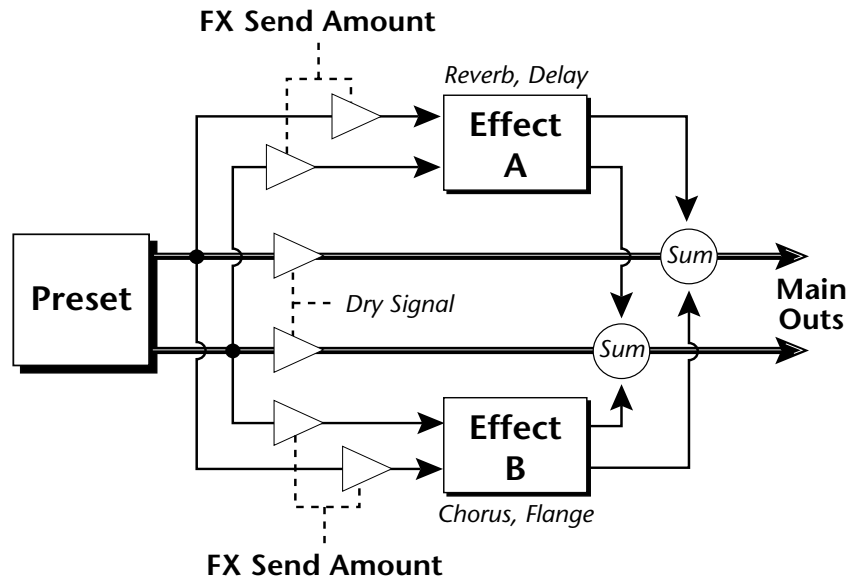 FX Send Amount
Reverb, Delay
Effect
A
Preset
Sum
Main
Outs
Dry Signal
Sum
Effect
B
Chorus, Flange
FX Send Amount